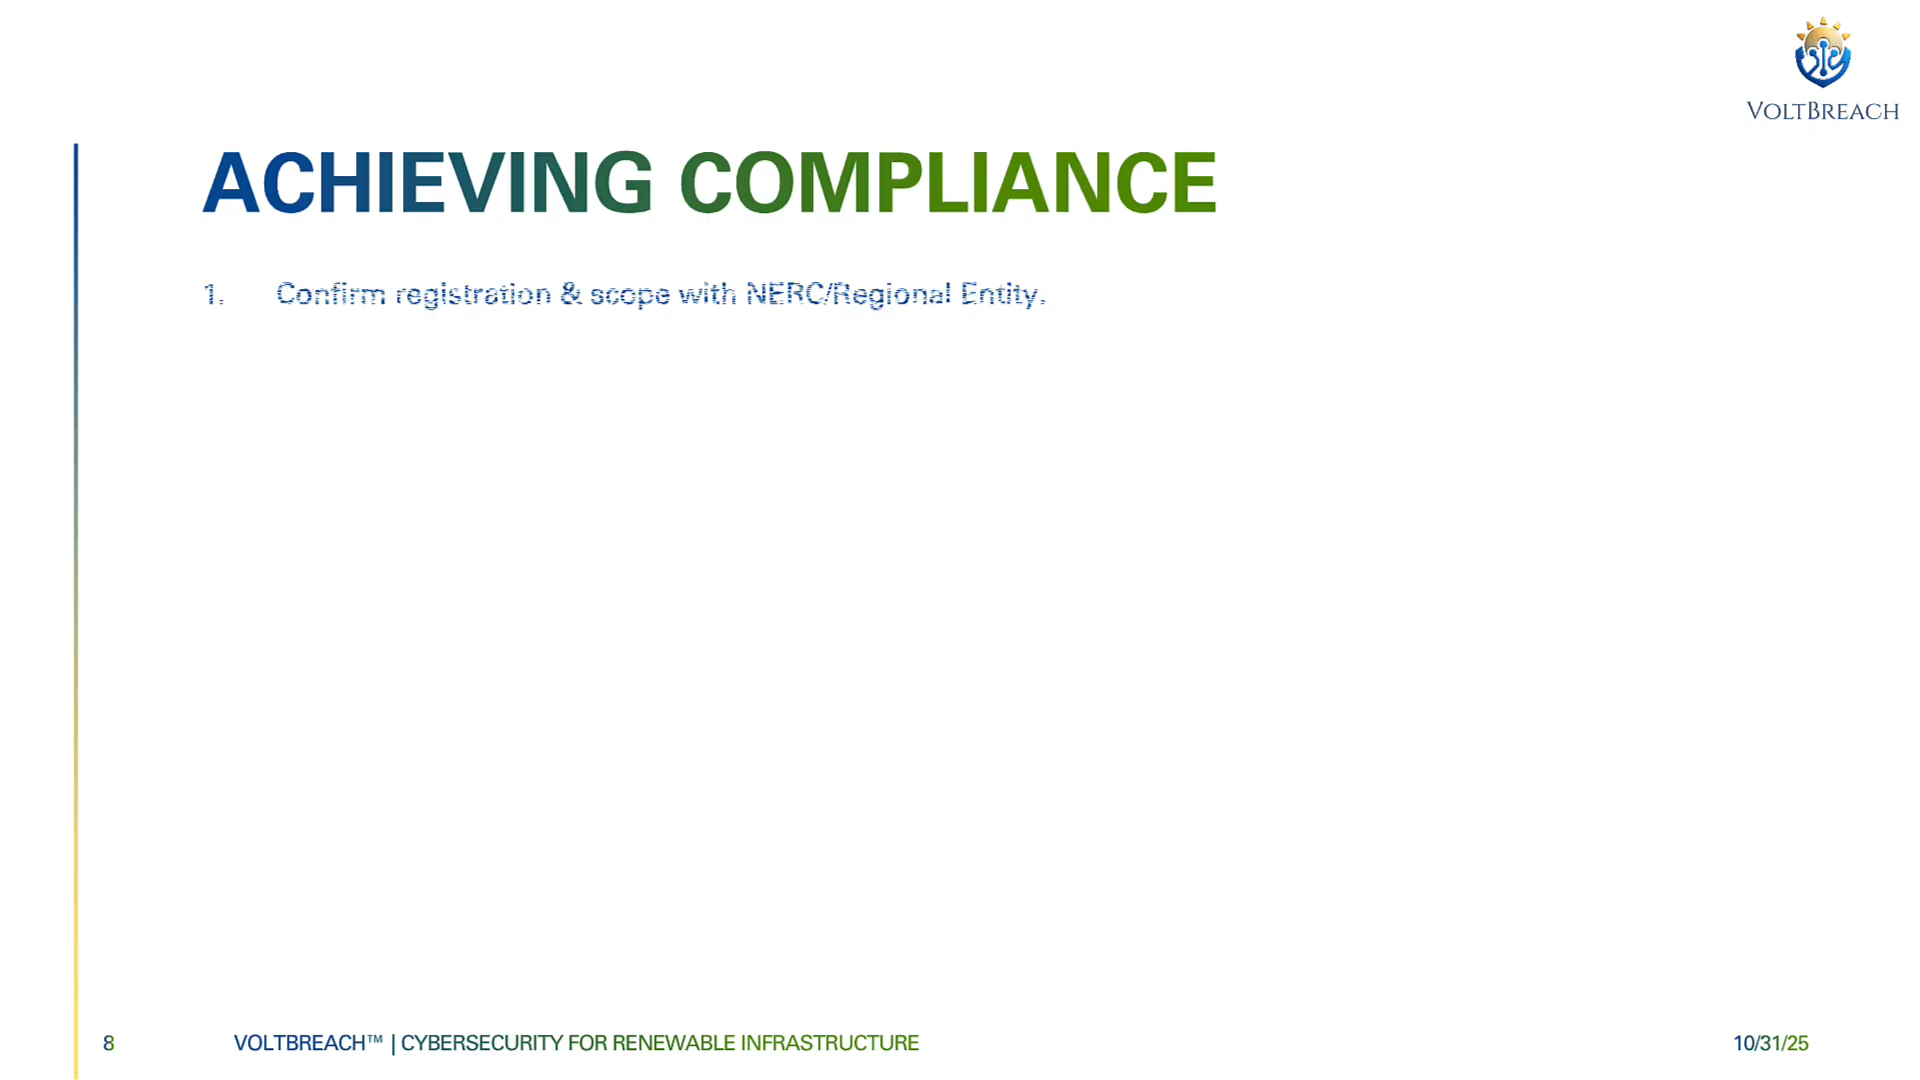 VOLTBREACH
ACHIEVING COMPLIANCE
1. Confirm registration & scope with NERC/Regional Entity.
8 VOLTBREACH™ | CYBERSECURITY FOR RENEWABLE INFRASTRUCTURE 10/31/25